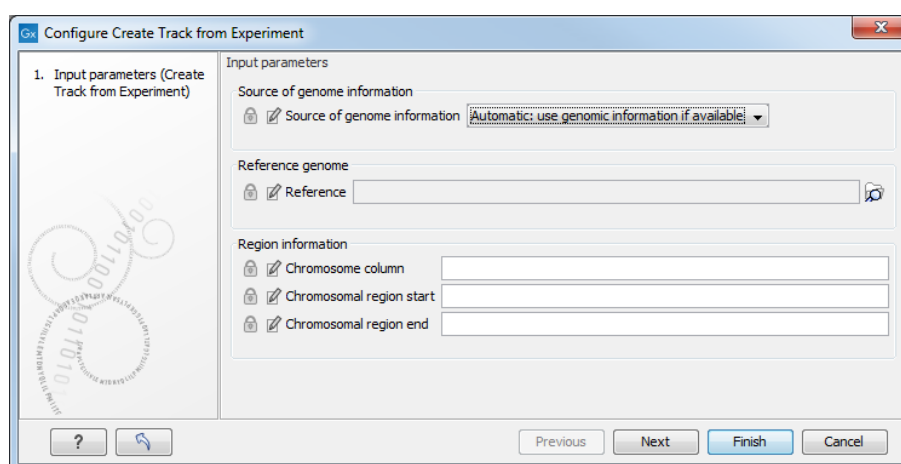 Gx Configure Create Track from Experiment
1. Input parameters (Create
Track from Experiment)
Input parameters
Source of genome information
Source of genome information Automatic: use genomic information if available
Reference genome
Reference
Region information
Chromosome column
Chromosomal region start
Chromosomal region end
? Previous Next Finish Cancel